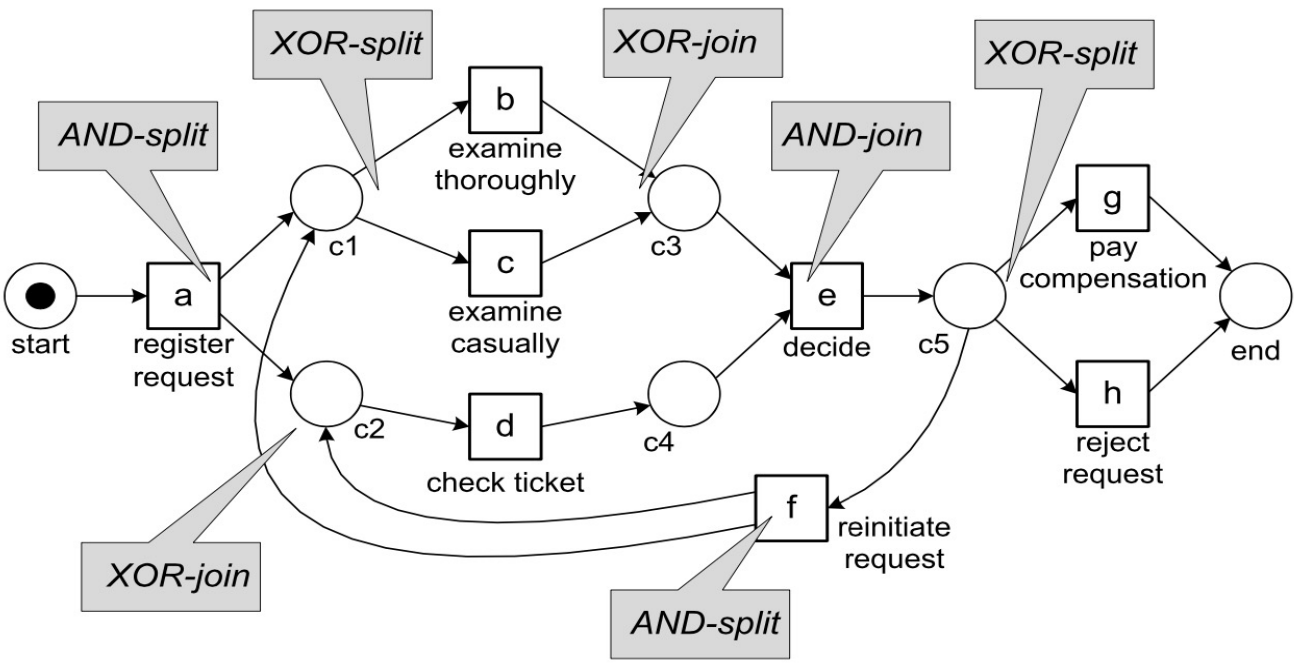 XOR-split
XOR-join
XOR-split
AND-split
AND-join
b
examine
thoroughly
c1
c3
g
pay
compensation
start
a
register
request
c
examine
casually
e
decide
c5
end
c2
d
check ticket
c4
h
reject
request
f
reinitiate
request
XOR-join
AND-split